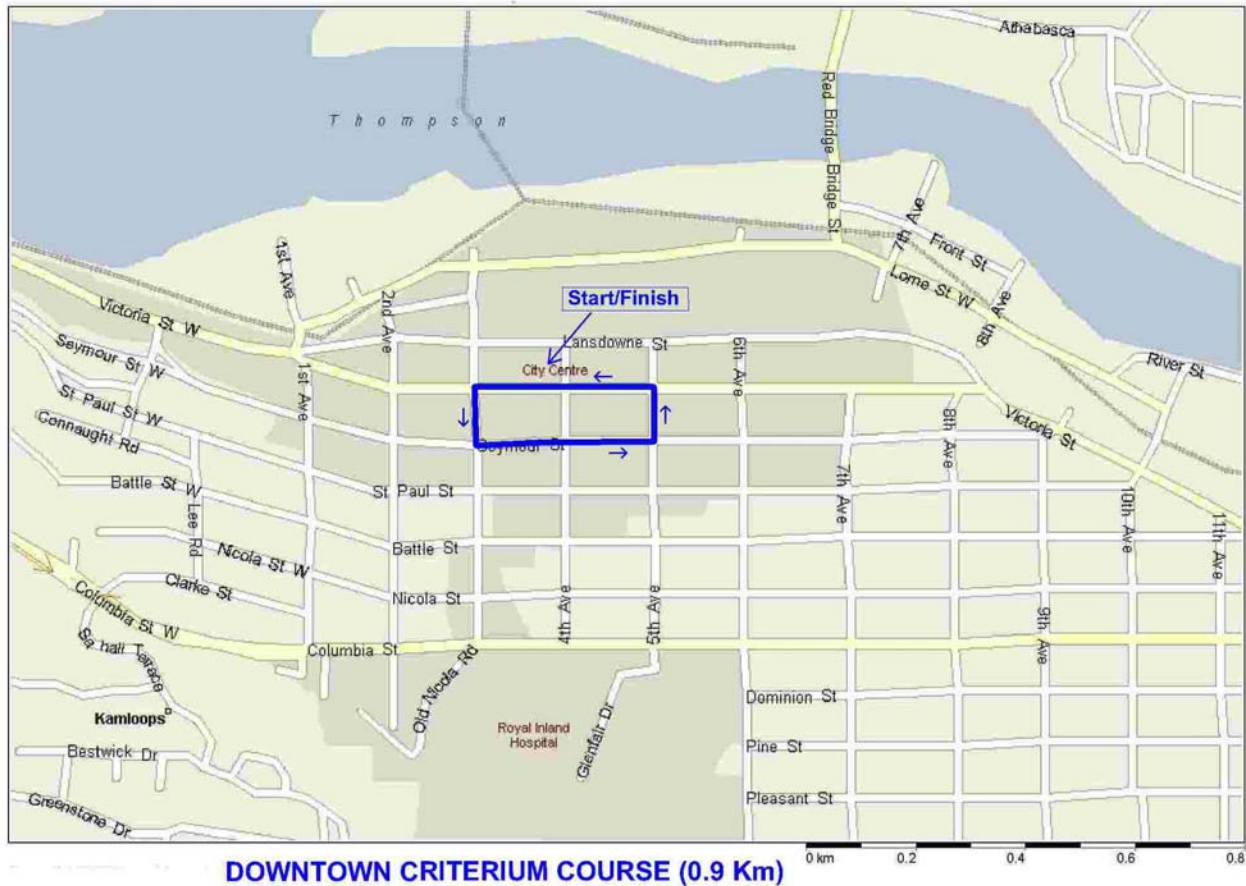 Athabasca
Red Bridge St
Thompson
7th Ave
Front St
1st Ave
Lorne St W
2nd Ave
Start/Finish
Victoria St W
8th Ave
Lansdowne St
6th Ave
River St
Seymour St W
City Centre
←
1st Ave
St Paul St W
↓
↑
Victoria St
Connaught Rd
Seymour St
→
8th Ave
Battle St W
St Paul St
7th Ave
10th Ave
11th Ave
Lee Rd
Nicola St W
Battle St
Clarke St
Nicola St
4th Ave
5th Ave
9th Ave
Columbia St W
Columbia St
Terrace
Old Nicola Rd
Dominion St
Kamloops
Royal Inland
Hospital
Glenfair Dr
Bestwick Dr
Pine St
Greenstone Dr
Pleasant St
DOWNTOWN CRITERIUM COURSE (0.9 Km)
0 km 0.2 0.4 0.6 0.8